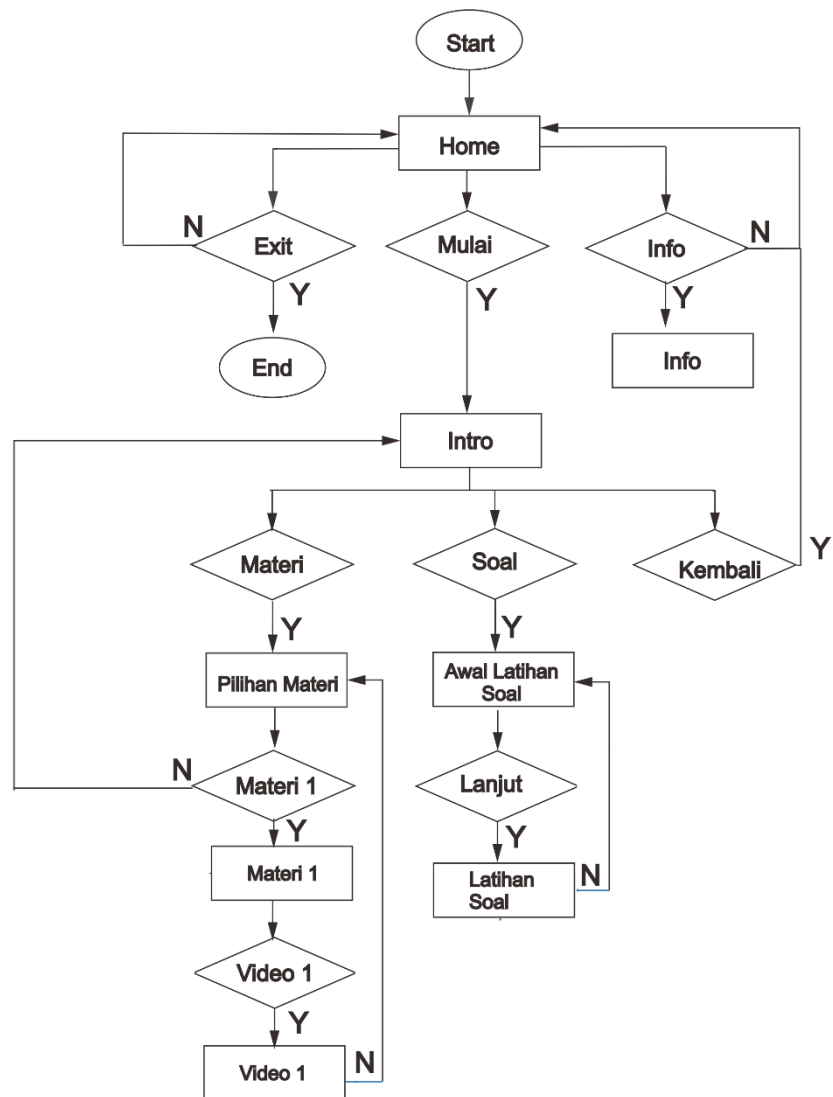 Start
Home
N
Exit
Mulai
Info
N
Y
Y
Y
End
Info
Intro
Materi
Soal
Kembali
Y
Y
Y
Pilihan Materi
Awal Latihan
Soal
N
Materi 1
Lanjut
Y
Y
Materi 1
Latihan
Soal
N
Video 1
Y
Video 1
N